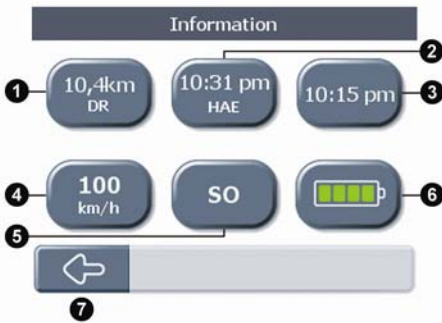 Information
10,4km
DR
10:31 pm
HAE
10:15 pm
100
km/h
SO
1
2
3
4
5
6
7